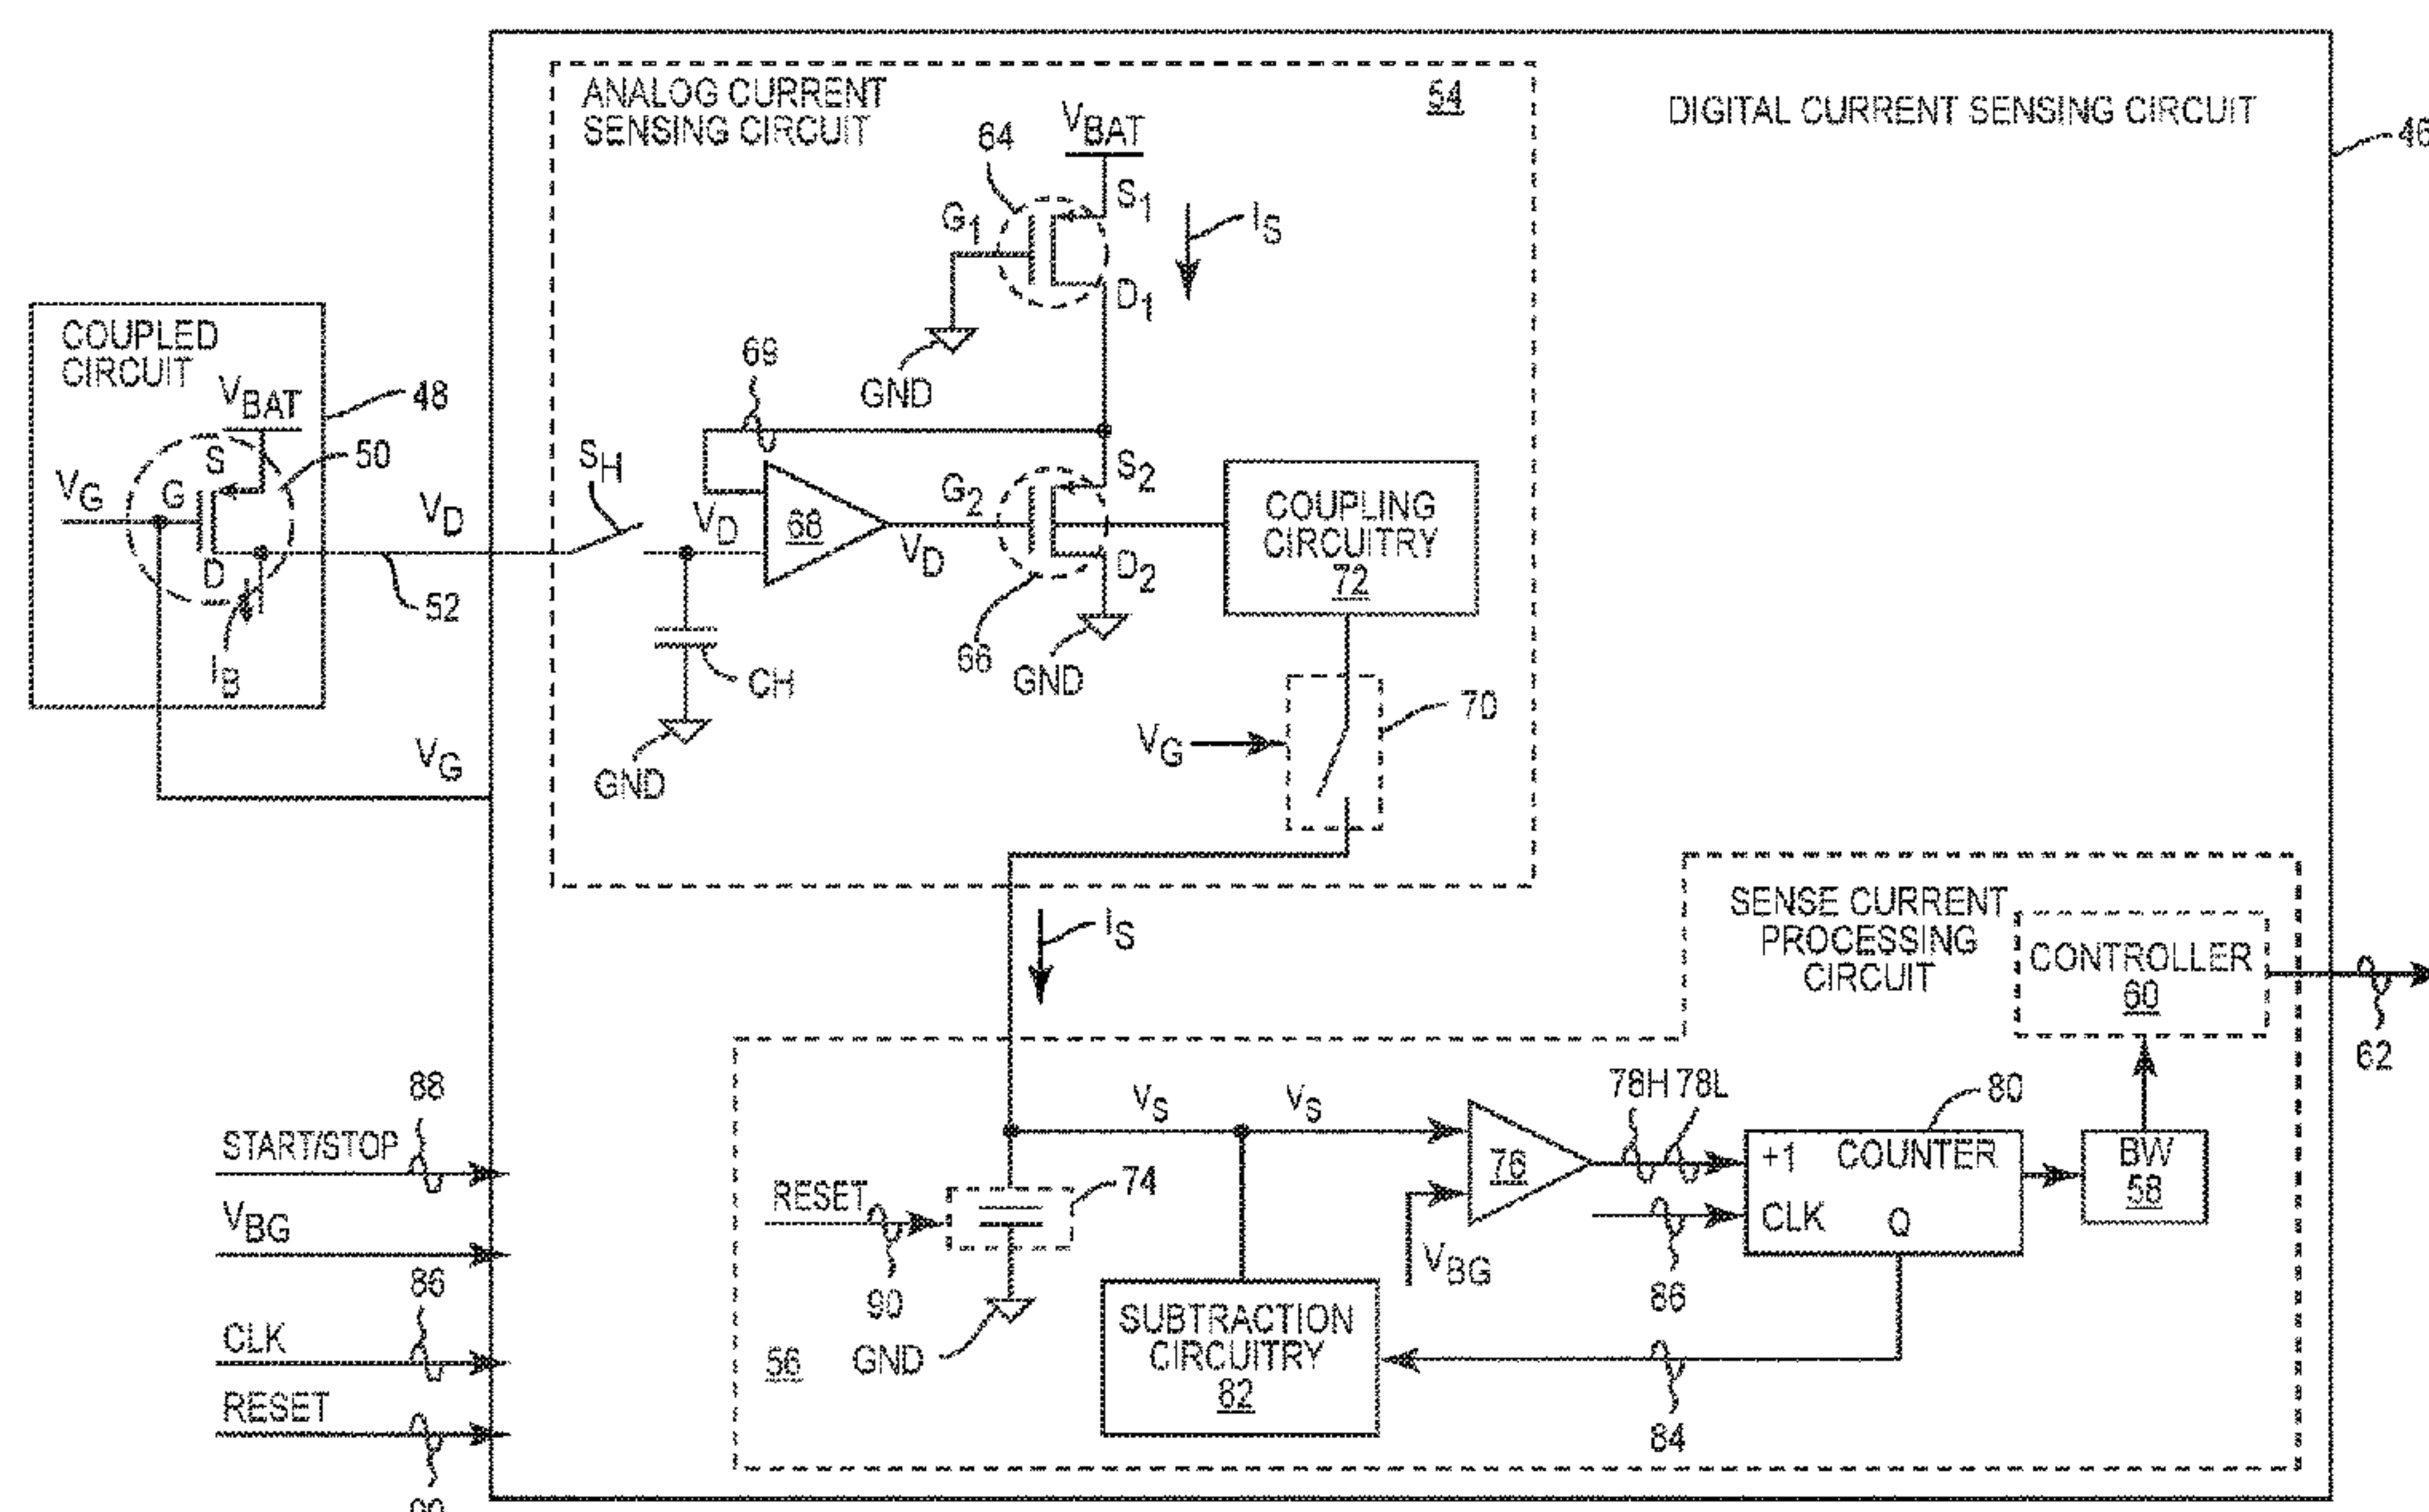 ANALOG CURRENT
SENSING CIRCUIT
54
DIGITAL CURRENT SENSING CIRCUIT
46
64
VBAT
S1
G1
IS
D1
GND
COUPLED
CIRCUIT
VBAT
48
S
50
VG
G
VD
D
52
IB
VG
69
SH
VD
68
G2
VD
S2
D2
66
GND
CH
GND
COUPLING
CIRCUITRY
72
VG
70
IS
SENSE CURRENT
PROCESSING
CIRCUIT
CONTROLLER
60
62
88
START/STOP
VBG
86
CLK
RESET
90
VS
VS
78H
78L
80
76
+1
COUNTER
CLK
Q
BW
58
RESET
74
90
GND
56
VBG
86
SUBTRACTION
CIRCUITRY
82
84